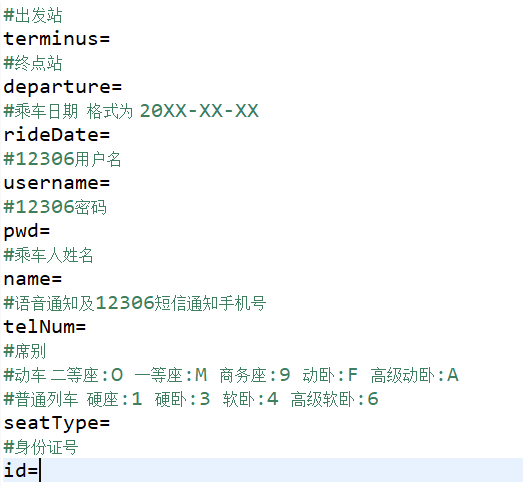 #出发站
terminus=
#终点站
departure=
#乘车日期 格式为 20XX-XX-XX
rideDate=
#12306用户名
username=
#12306密码
pwd=
#乘车人姓名
name=
#语音通知及12306短信通知手机号
telNum=
#席别
#动车 二等座:O 一等座:M 商务座:9 动卧:F 高级动卧:A
#普通列车 硬座:1 硬卧:3 软卧:4 高级软卧:6
seatType=
#身份证号
id=